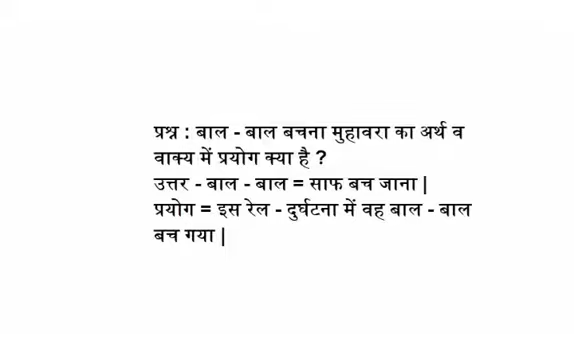 प्रश्न : बाल - बाल बचना मुहावरा का अर्थ व
वाक्य में प्रयोग क्या है ?
उत्तर - बाल - बाल = साफ बच जाना |
प्रयोग = इस रेल - दुर्घटना में वह बाल - बाल
बच गया |